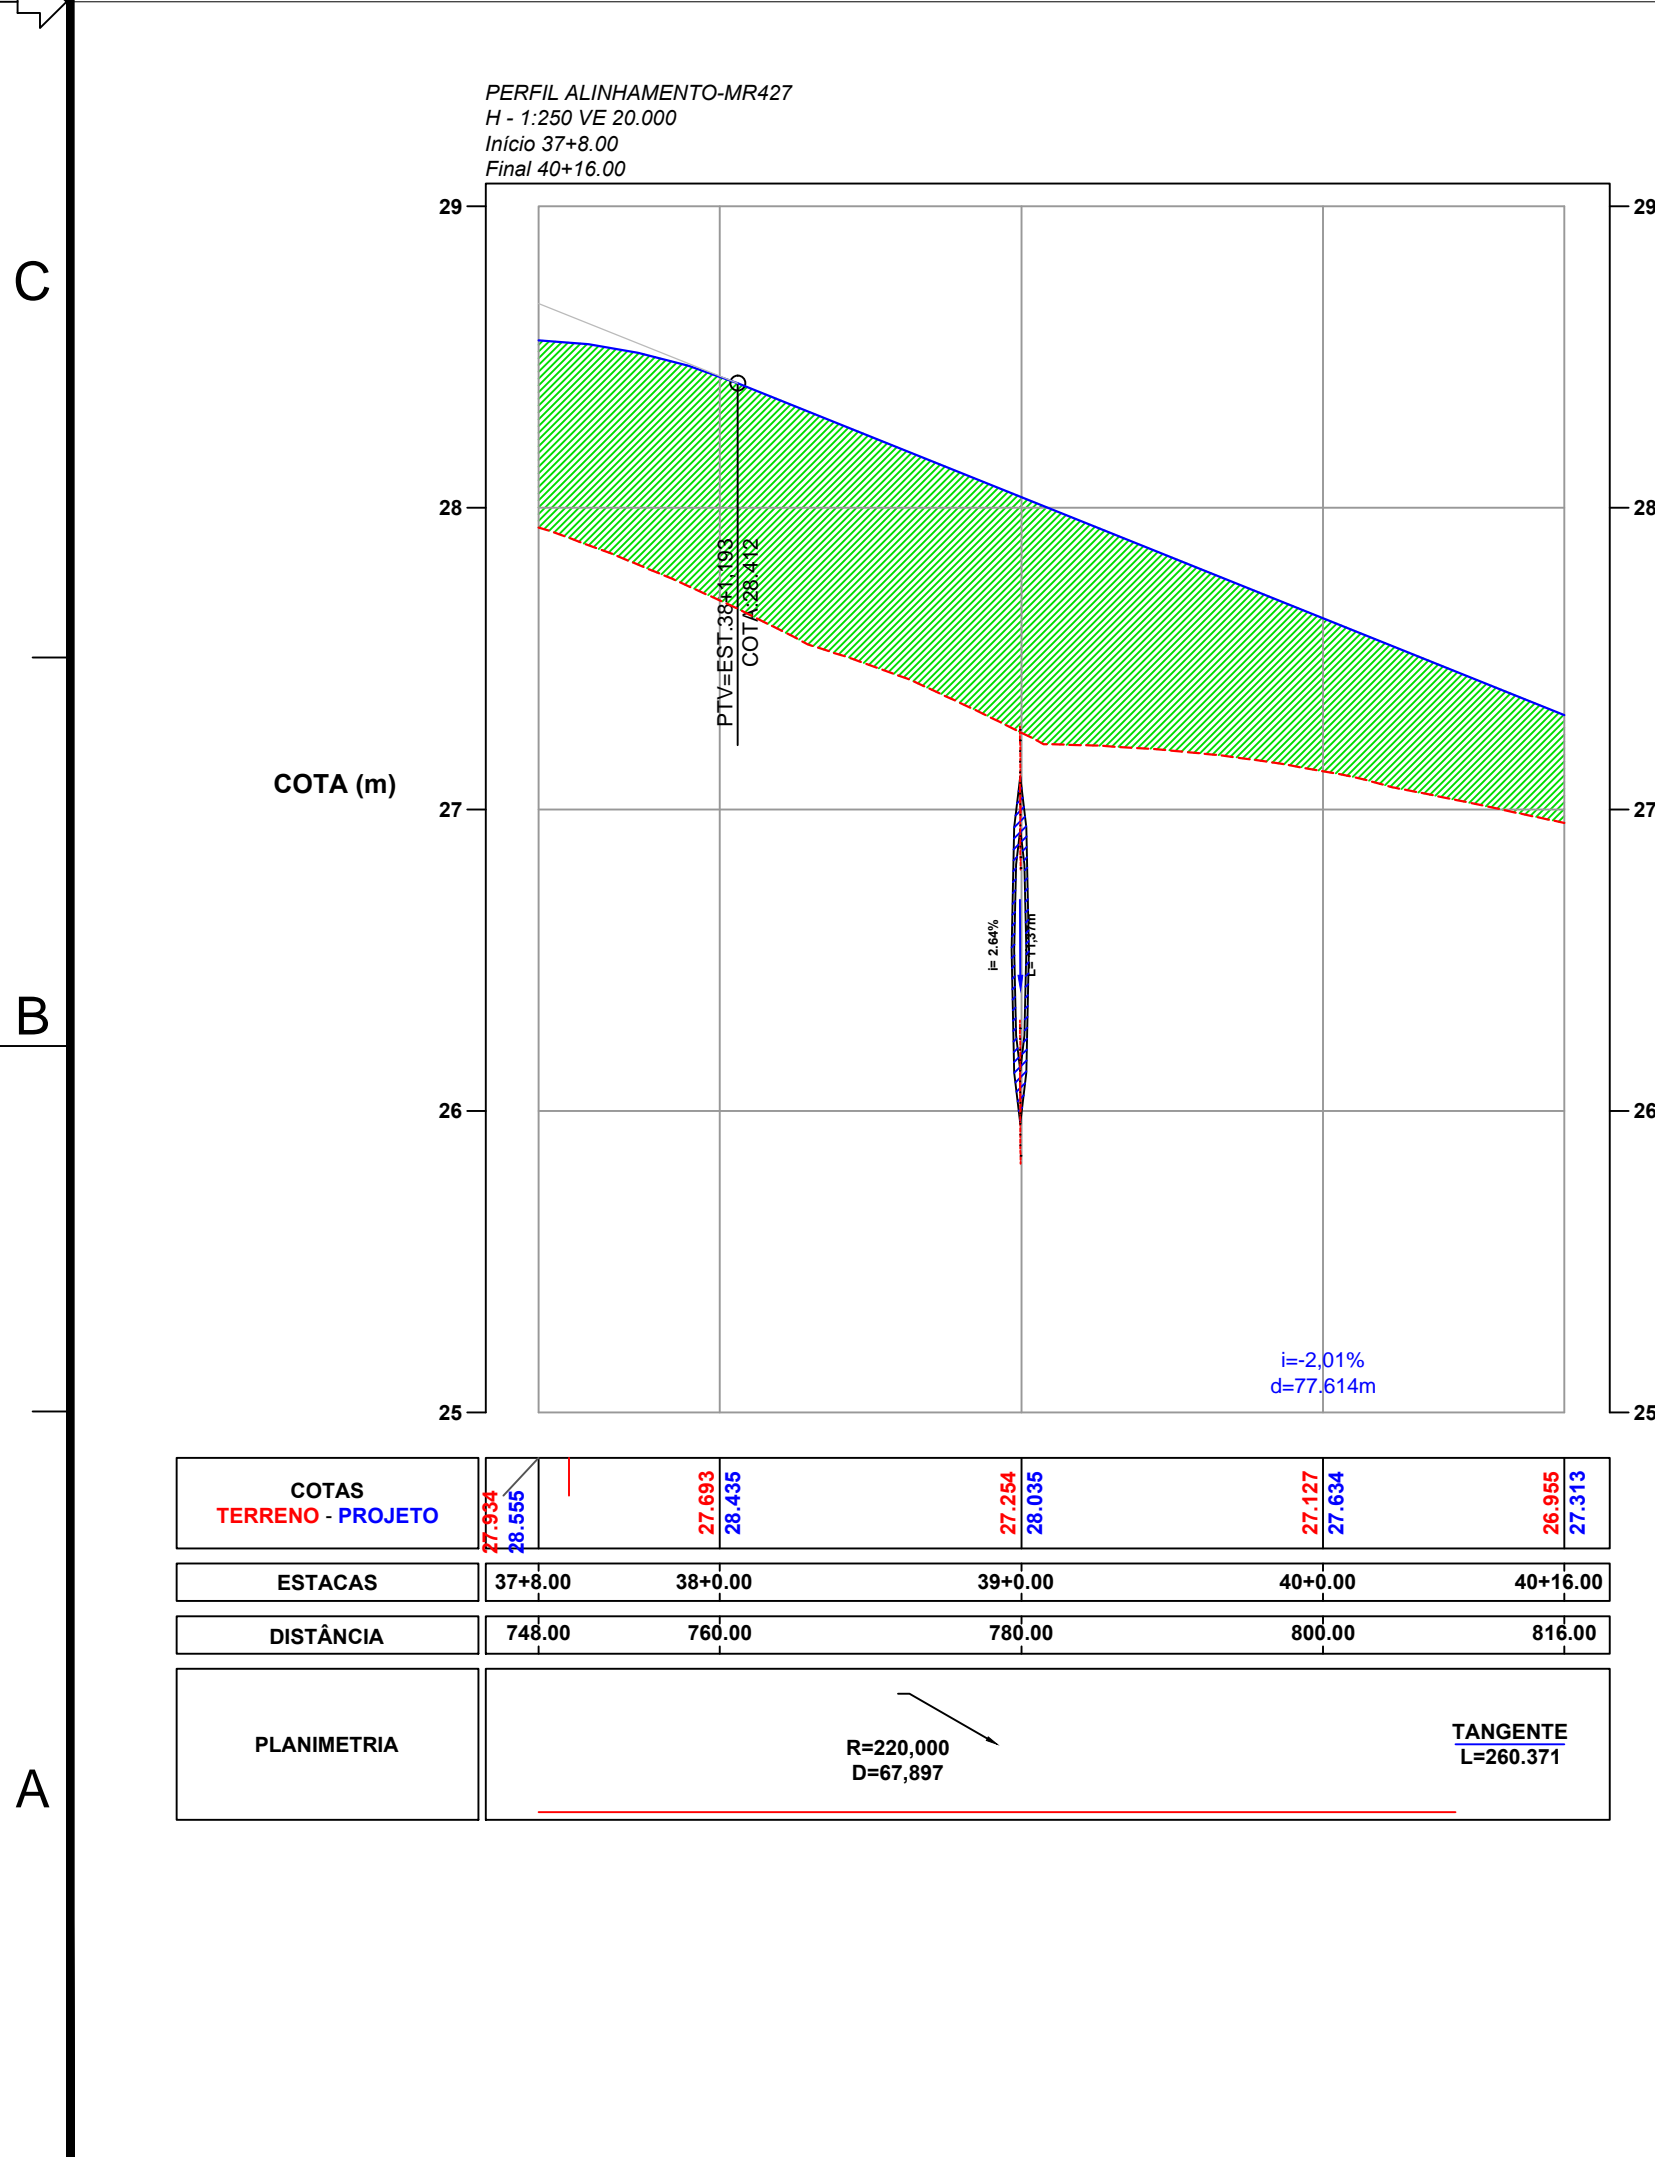 PERFIL ALINHAMENTO-MR427
H - 1:250 VE 20.000
Início 37+8.00
Final 40+16.00
29
29
C
28
28
PTV=EST.38+1,193
COTA:28.412
COTA (m)
27
27
i= 2.64%
L= 11,37m
B
26
26
i=-2,01%
d=77.614m
25
25
COTAS
TERRENO - PROJETO
27.934
28.555
27.693
28.435
27.254
28.035
27.127
27.634
26.955
27.313
ESTACAS
37+8.00
38+0.00
39+0.00
40+0.00
40+16.00
DISTÂNCIA
748.00
760.00
780.00
800.00
816.00
PLANIMETRIA
R=220,000
D=67,897
TANGENTE
L=260.371
A